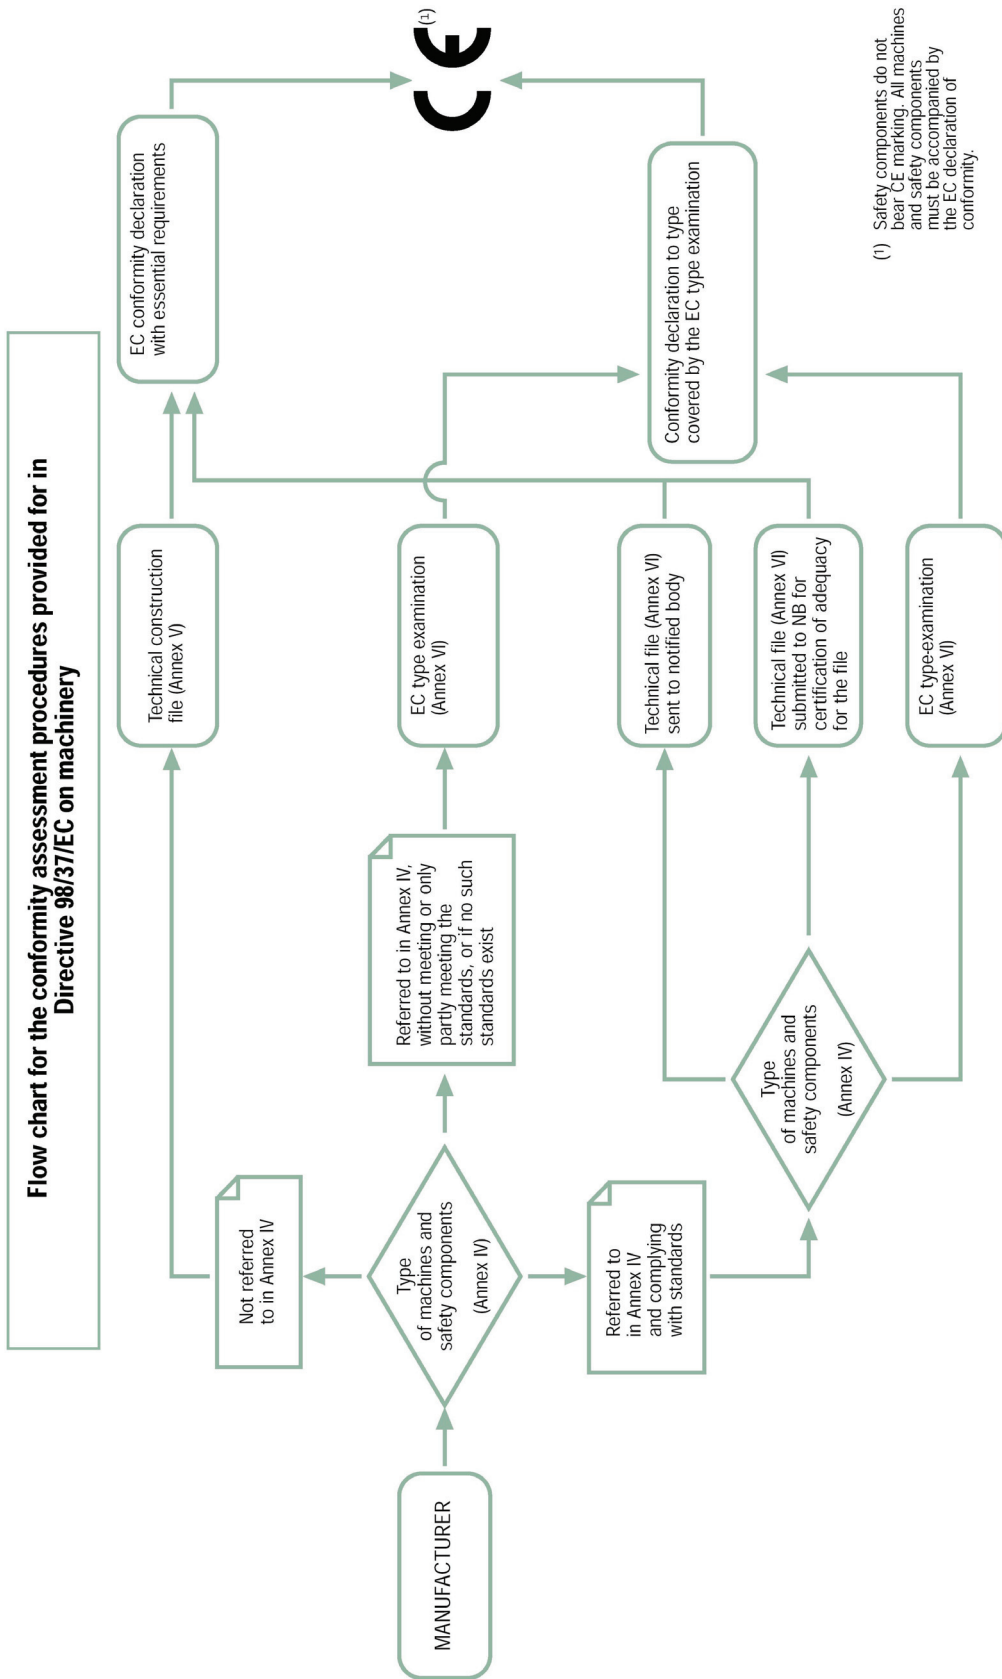 Flow chart for the conformity assessment procedures provided for in
Directive 98/37/EC on machinery
MANUFACTURER
Type
of machines and
safety components
(Annex IV)
Not referred
to in Annex IV
Technical construction
file (Annex V)
EC conformity declaration
with essential requirements
Referred to in Annex IV,
without meeting or only
partly meeting the
standards, or if no such
standards exist
EC type examination
(Annex VI)
CE (1)
Referred to
in Annex IV
and complying
with standards
Type
of machines and
safety components
(Annex IV)
Technical file (Annex VI)
sent to notified body
Technical file (Annex VI)
submitted to NB for
certification of adequacy
for the file
EC type-examination
(Annex VI)
Conformity declaration to type
covered by the EC type examination
(1) Safety components do not
bear CE marking. All machines
and safety components
must be accompanied by
the EC declaration of
conformity.